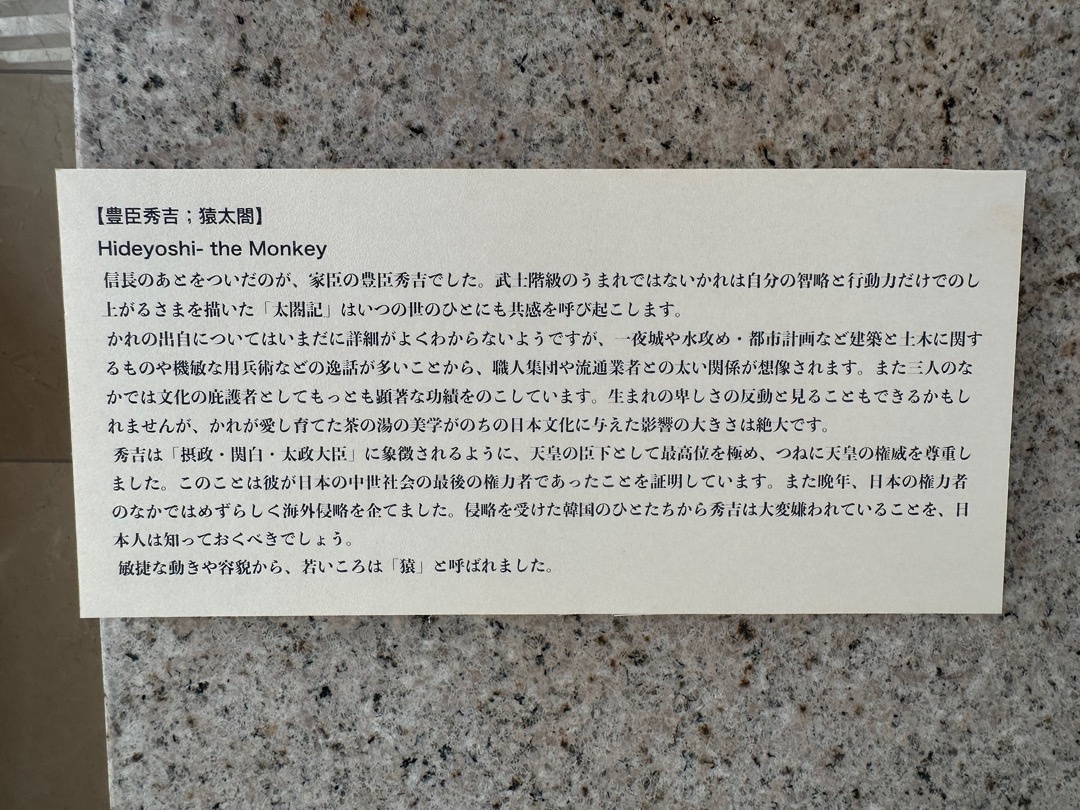 【豊臣秀吉；猿太閤】
Hideyoshi- the Monkey
信長のあとをついだのが、家臣の豊臣秀吉でした。武士階級のうまれではないかれは自分の智略と行動力だけでのし
上がるさまを描いた「太閤記」はいつの世のひとにも共感を呼び起こします。
かれの出自についてはいまだに詳細がよくわからないようですが、一夜城や水攻め・都市計画など建築と土木に関す
るものや機敏な用兵術などの逸話が多いことから、職人集団や流通業者との太い関係が想像されます。また三人のな
かでは文化の庇護者としてもっとも顕著な功績をのこしています。生まれの卑しさの反動と見ることもできるかもし
れませんが、かれが愛し育てた茶の湯の美学がのちの日本文化に与えた影響の大きさは絶大です。
秀吉は「摂政・関白・太政大臣」に象徴されるように、天皇の臣下として最高位を極め、つねに天皇の権威を尊重し
ました。このことは彼が日本の中世社会の最後の権力者であったことを証明しています。また晩年、日本の権力者
のなかではめずらしく海外侵略を企てました。侵略を受けた韓国のひとたちから秀吉は大変嫌われていることを、日
本人は知っておくべきでしょう。
敏捷な動きや容貌から、若いころは「猿」と呼ばれました。